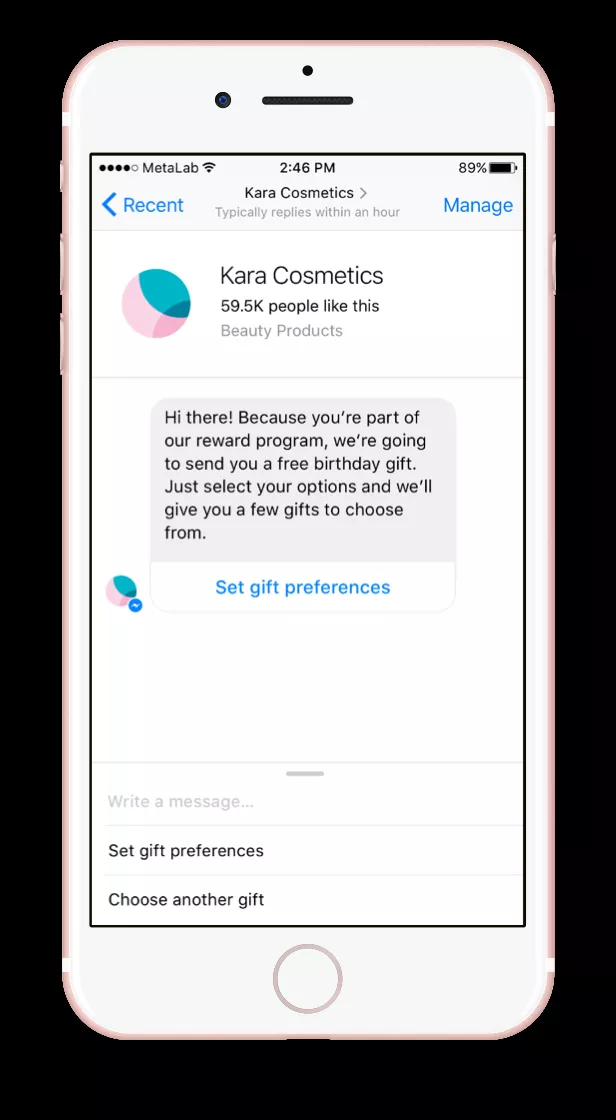 MetaLab 2:46 PM 89%
Recent Kara Cosmetics Manage
Typically replies within an hour
Kara Cosmetics
59.5K people like this
Beauty Products
Hi there! Because you’re part of
our reward program, we’re going
to send you a free birthday gift.
Just select your options and we’ll
give you a few gifts to choose
from.
Set gift preferences
Write a message...
Set gift preferences
Choose another gift